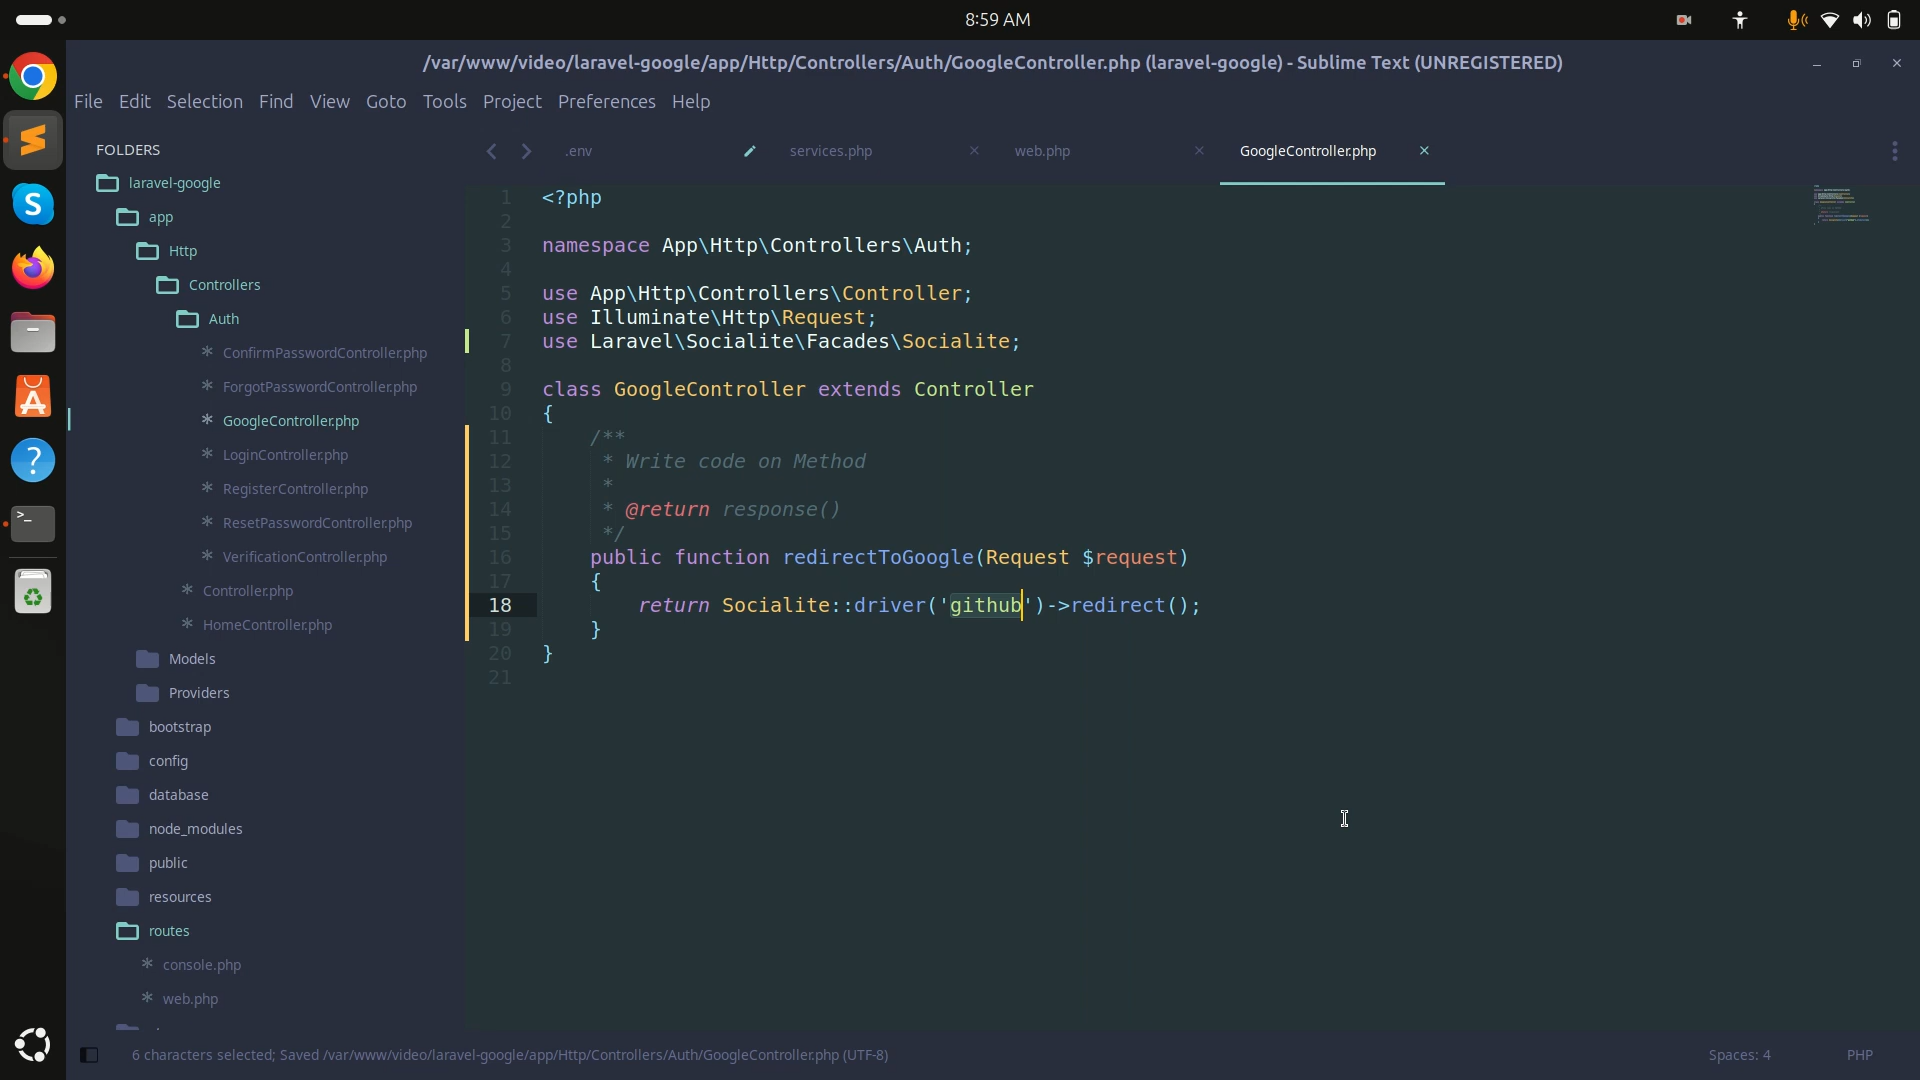 8:59 AM
/var/www/video/laravel-google/app/Http/Controllers/Auth/GoogleController.php (laravel-google) - Sublime Text (UNREGISTERED)
File Edit Selection Find View Goto Tools Project Preferences Help
FOLDERS
laravel-google
app
Http
Controllers
Auth
* ConfirmPasswordController.php
* ForgotPasswordController.php
* GoogleController.php
* LoginController.php
* RegisterController.php
* ResetPasswordController.php
* VerificationController.php
* Controller.php
* HomeController.php
Models
Providers
bootstrap
config
database
node_modules
public
resources
routes
* console.php
* web.php
.env services.php web.php GoogleController.php
1 <?php
2
3 namespace App\Http\Controllers\Auth;
4
5 use App\Http\Controllers\Controller;
6 use Illuminate\Http\Request;
7 use Laravel\Socialite\Facades\Socialite;
8
9 class GoogleController extends Controller
10 {
11 /**
12 * Write code on Method
13 *
14 * @return response()
15 */
16 public function redirectToGoogle(Request $request)
17 {
18 return Socialite::driver('github')->redirect();
19 }
20 }
21
6 characters selected; Saved /var/www/video/laravel-google/app/Http/Controllers/Auth/GoogleController.php (UTF-8)
Spaces: 4 PHP